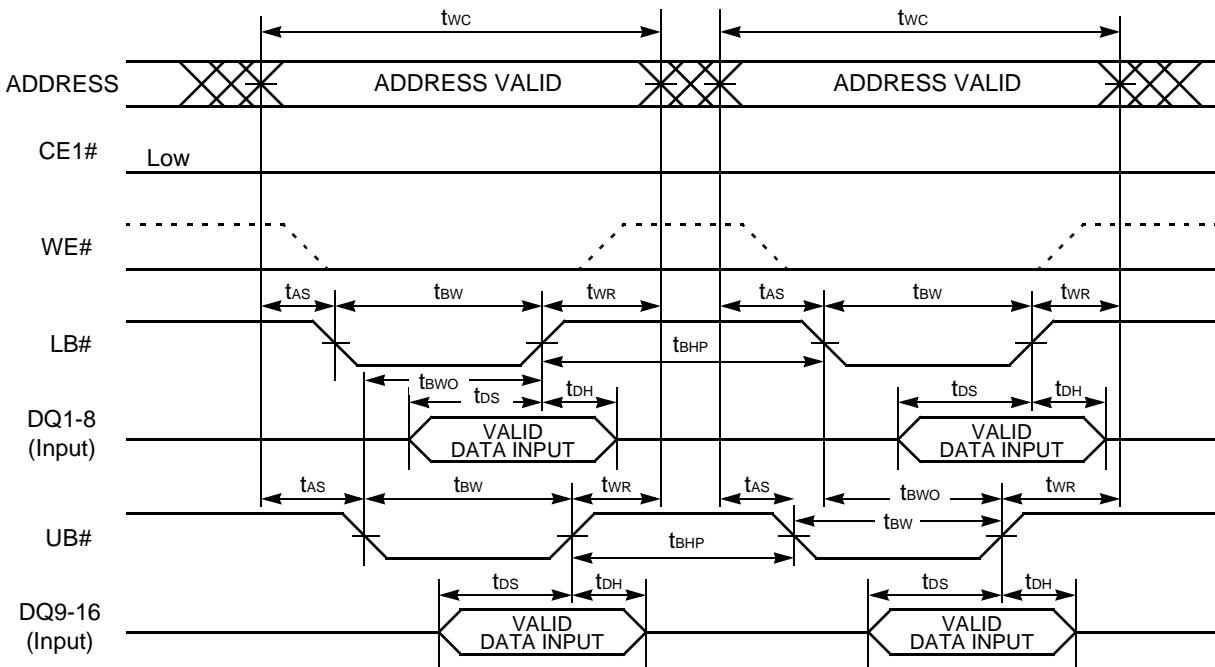 tWC tWC
ADDRESS ADDRESS VALID ADDRESS VALID
CE1# Low
WE#
tAS tBW tWR tAS tBW tWR
LB#
tBHP
tBWO
tDS tDH tDS tDH
DQ1-8
(Input)
VALID
DATA INPUT
VALID
DATA INPUT
tAS tBW tWR tAS tBWO tWR
UB#
tBW
tBHP
tDS tDH tDS tDH
DQ9-16
(Input)
VALID
DATA INPUT
VALID
DATA INPUT